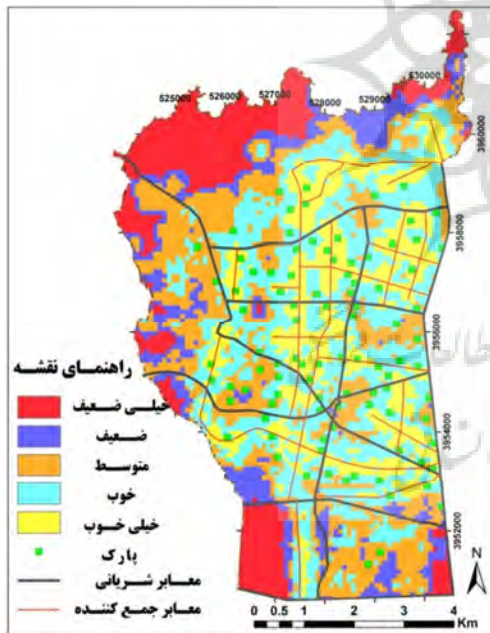 525000 526000 527000 528000 529000 530000
3960000
3958000
3956000
3954000
3952000
راهنمای نقشه
خیلی ضعیف
ضعیف
متوسط
خوب
خیلی خوب
پارک
معابر شریانی
معابر جمع کننده
0 0.5 1 2 3 4
Km